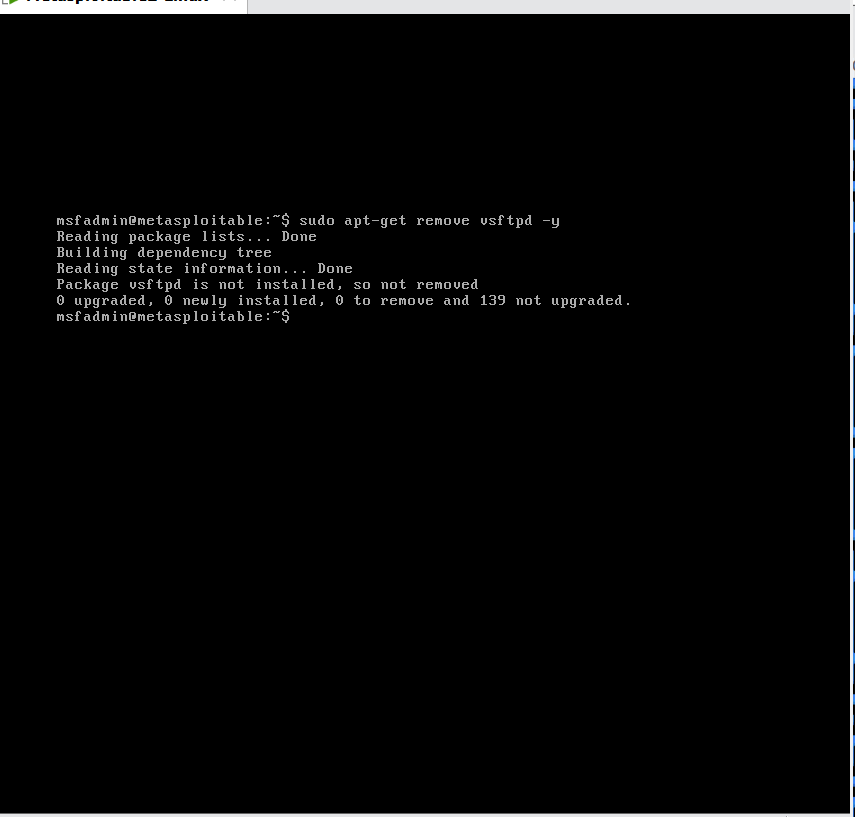 msfadmin@metasploitable:~$ sudo apt-get remove vsftpd -y
Reading package lists... Done
Building dependency tree
Reading state information... Done
Package vsftpd is not installed, so not removed
0 upgraded, 0 newly installed, 0 to remove and 139 not upgraded.
msfadmin@metasploitable:~$